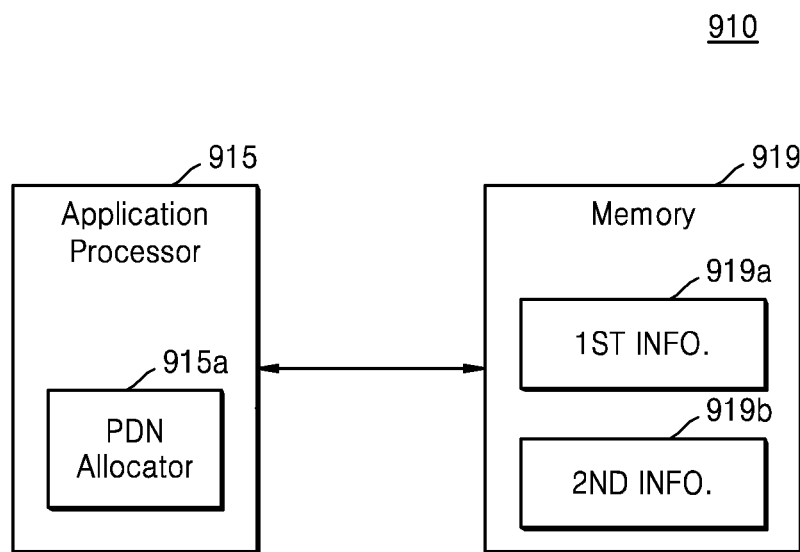 910
915
Application
Processor
915a
PDN
Allocator
919
Memory
919a
1ST INFO.
919b
2ND INFO.